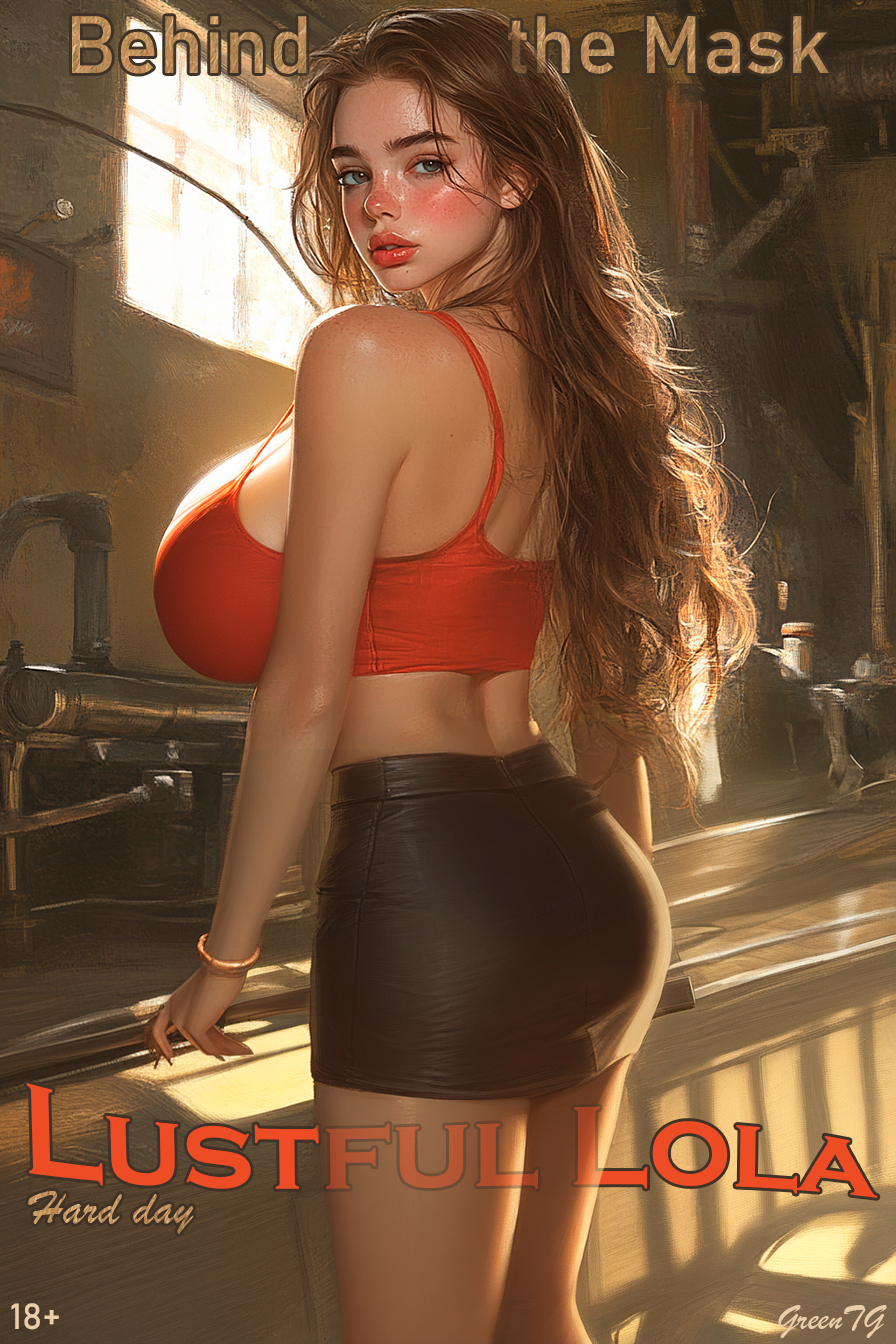 Behind the Mask
Lustful Lola
Hard day
18+
GreenTG